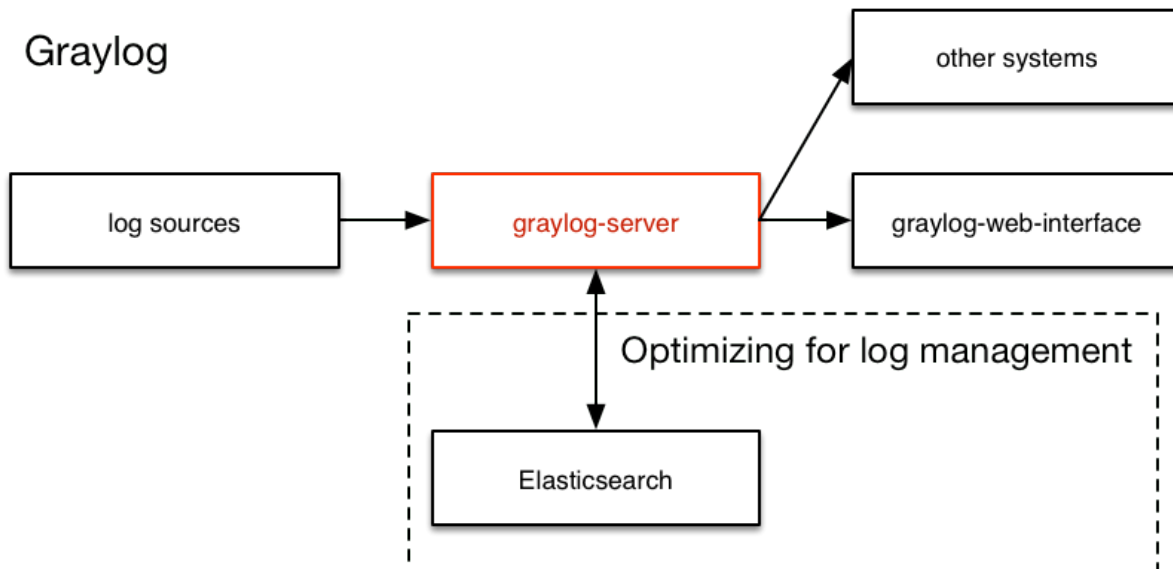 Graylog
other systems
log sources
graylog-server
graylog-web-interface
Optimizing for log management
Elasticsearch